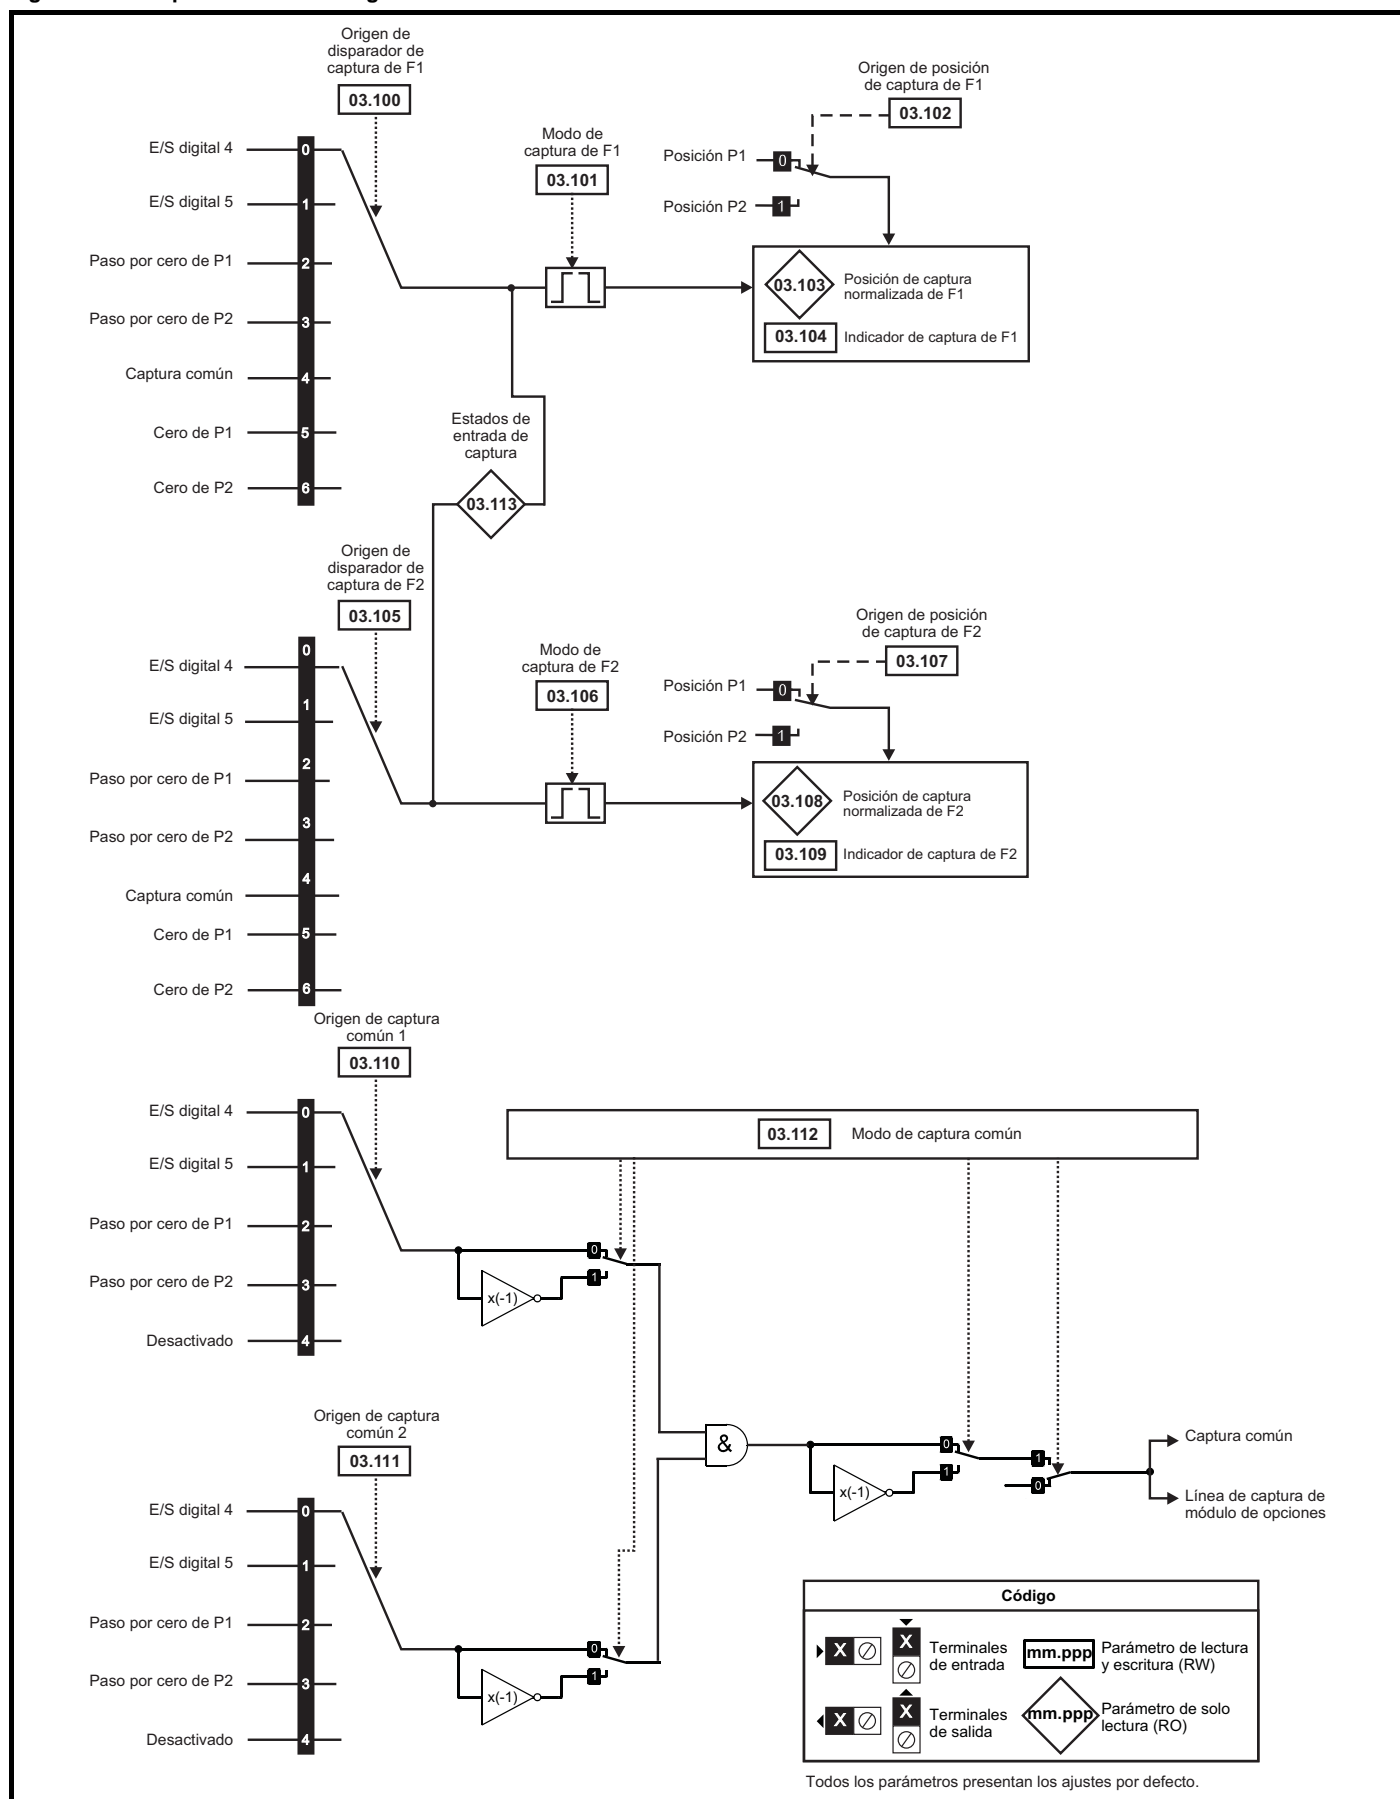 Origen de
disparador de
captura de F1
03.100
E/S digital 4
0
E/S digital 5
1
Paso por cero de P1
2
Paso por cero de P2
3
Captura común
4
Cero de P1
5
Cero de P2
6
Modo de
captura de F1
03.101
Origen de posición
de captura de F1
03.102
Posición P1
0
Posición P2
1
03.103
Posición de captura
normalizada de F1
03.104
Indicador de captura de F1
Estados de
entrada de
captura
03.113
Origen de
disparador de
captura de F2
03.105
E/S digital 4
0
E/S digital 5
1
Paso por cero de P1
2
Paso por cero de P2
3
Captura común
4
Cero de P1
5
Cero de P2
6
Modo de
captura de F2
03.106
Origen de posición
de captura de F2
03.107
Posición P1
0
Posición P2
1
03.108
Posición de captura
normalizada de F2
03.109
Indicador de captura de F2
Origen de captura
común 1
03.110
E/S digital 4
0
E/S digital 5
1
Paso por cero de P1
2
Paso por cero de P2
3
Desactivado
4
03.112
Modo de captura común
0
1
x(-1)
Origen de captura
común 2
03.111
E/S digital 4
0
E/S digital 5
1
Paso por cero de P1
2
Paso por cero de P2
3
Desactivado
4
0
1
x(-1)
&
0
1
x(-1)
1
0
Captura común
Línea de captura de
módulo de opciones
Código
X
X
Terminales
de entrada
mm.ppp
Parámetro de lectura
y escritura (RW)
X
X
Terminales
de salida
mm.ppp
Parámetro de solo
lectura (RO)
Todos los parámetros presentan los ajustes por defecto.